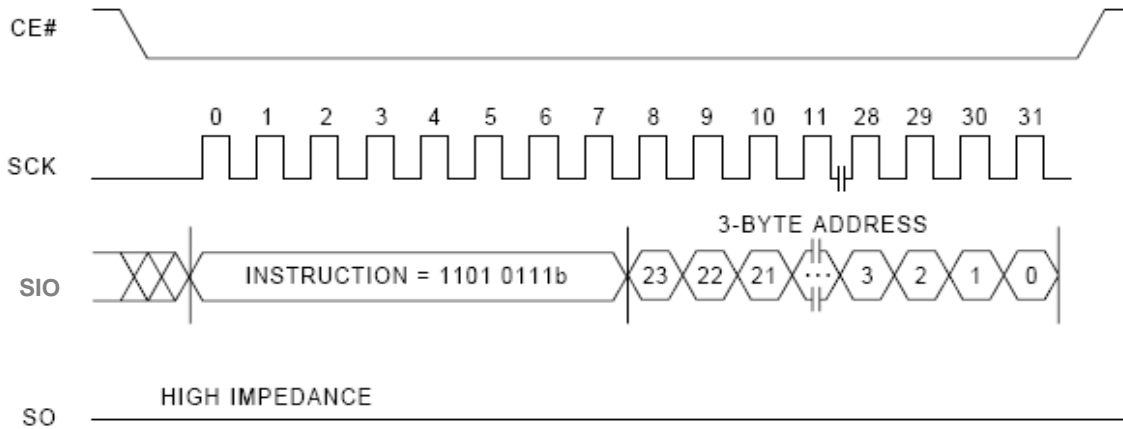 CE#
0 1 2 3 4 5 6 7 8 9 10 11 28 29 30 31
SCK
3-BYTE ADDRESS
SIO INSTRUCTION = 1101 0111b 23 22 21 ... 3 2 1 0
HIGH IMPEDANCE
SO